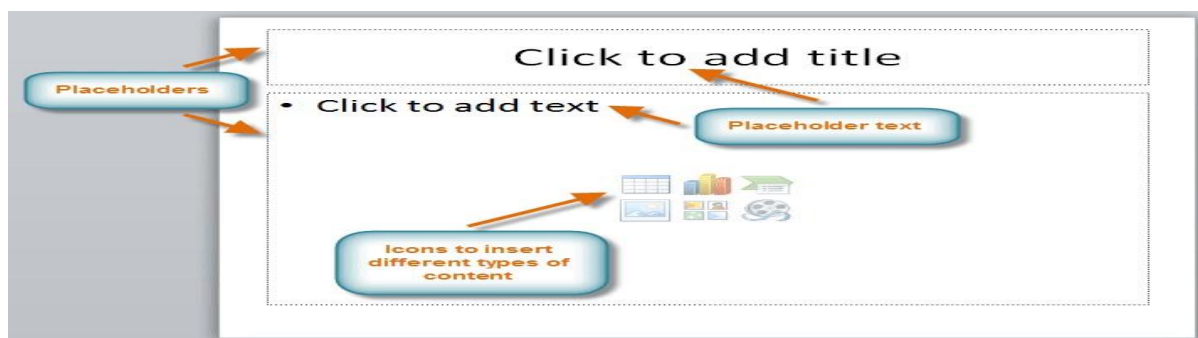 Click to add title
Placeholders
• Click to add text
Placeholder text
Icons to insert
different types of
content